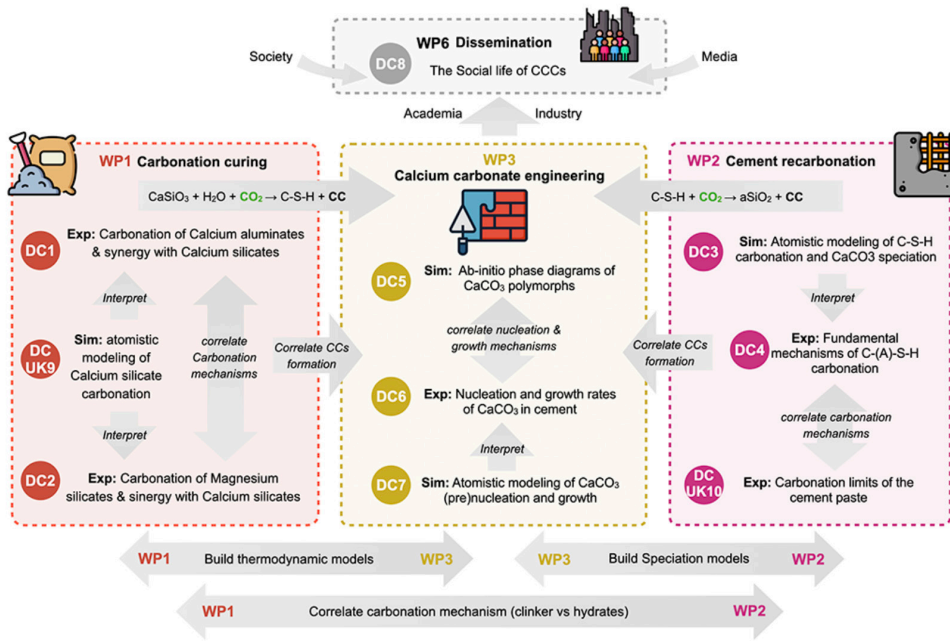 WP6 Dissemination
Society
DC8
The Social life of CCCs
Media
Academia
Industry
WP1 Carbonation curing
CaSiO₃ + H₂O + CO₂ → C-S-H + CC
DC1
Exp: Carbonation of Calcium aluminates
& synergy with Calcium silicates
Interpret
DC
UK9
Sim: atomistic
modeling of
Calcium silicate
carbonation
correlate
Carbonation
mechanisms
Interpret
DC2
Exp: Carbonation of Magnesium
silicates & sinergy with Calcium silicates
Correlate CCs
formation
WP3
Calcium carbonate engineering
DC5
Sim: Ab-initio phase diagrams of
CaCO₃ polymorphs
correlate nucleation &
growth mechanisms
DC6
Exp: Nucleation and growth rates
of CaCO₃ in cement
Interpret
DC7
Sim: Atomistic modeling of CaCO₃
(pre)nucleation and growth
Correlate CCs
formation
WP2 Cement recarbonation
C-S-H + CO₂ → aSiO₂ + CC
DC3
Sim: Atomistic modeling of C-S-H
carbonation and CaCO3 speciation
Interpret
DC4
Exp: Fundamental
mechanisms of C-(A)-S-H
carbonation
correlate carbonation
mechanisms
DC
UK10
Exp: Carbonation limits of the
cement paste
WP1 Build thermodynamic models WP3
WP3 Build Speciation models WP2
WP1 Correlate carbonation mechanism (clinker vs hydrates) WP2